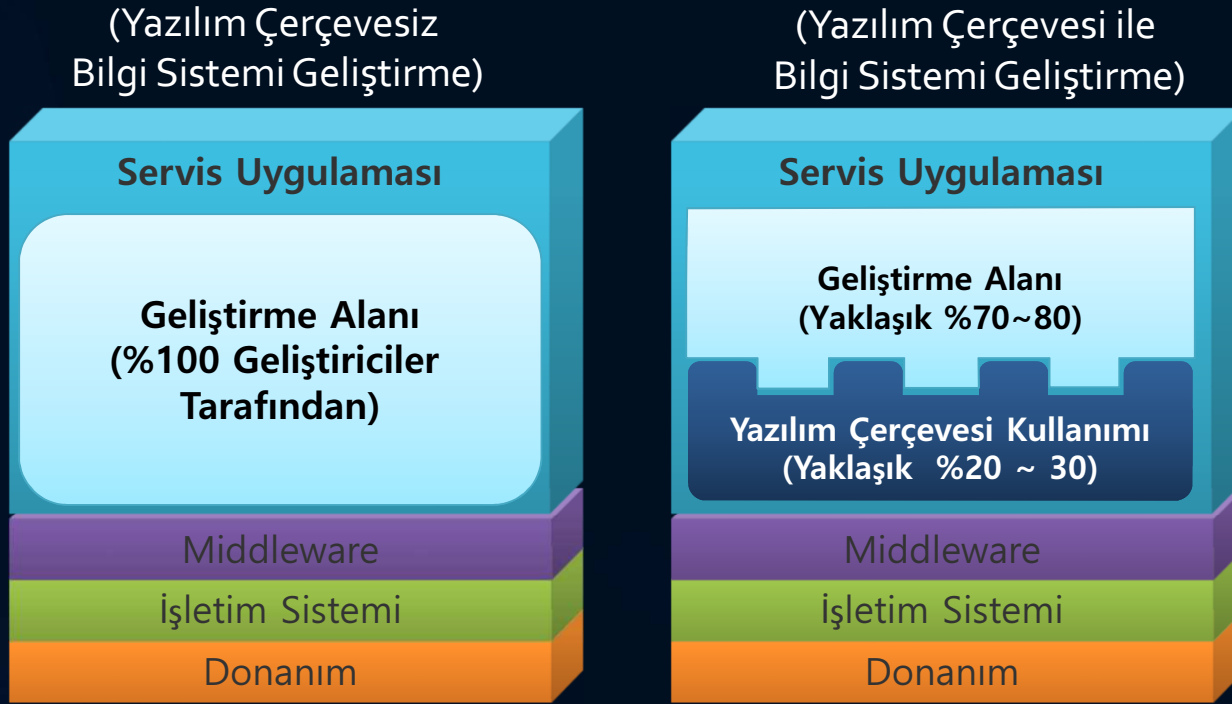 (Yazılım Çerçevesiz
Bilgi Sistemi Geliştirme)
Servis Uygulaması
Geliştirme Alanı
(%100 Geliştiriciler
Tarafından)
Middleware
İşletim Sistemi
Donanım
(Yazılım Çerçevesi ile
Bilgi Sistemi Geliştirme)
Servis Uygulaması
Geliştirme Alanı
(Yaklaşık %70~80)
Yazılım Çerçevesi Kullanımı
(Yaklaşık %20 ~ 30)
Middleware
İşletim Sistemi
Donanım